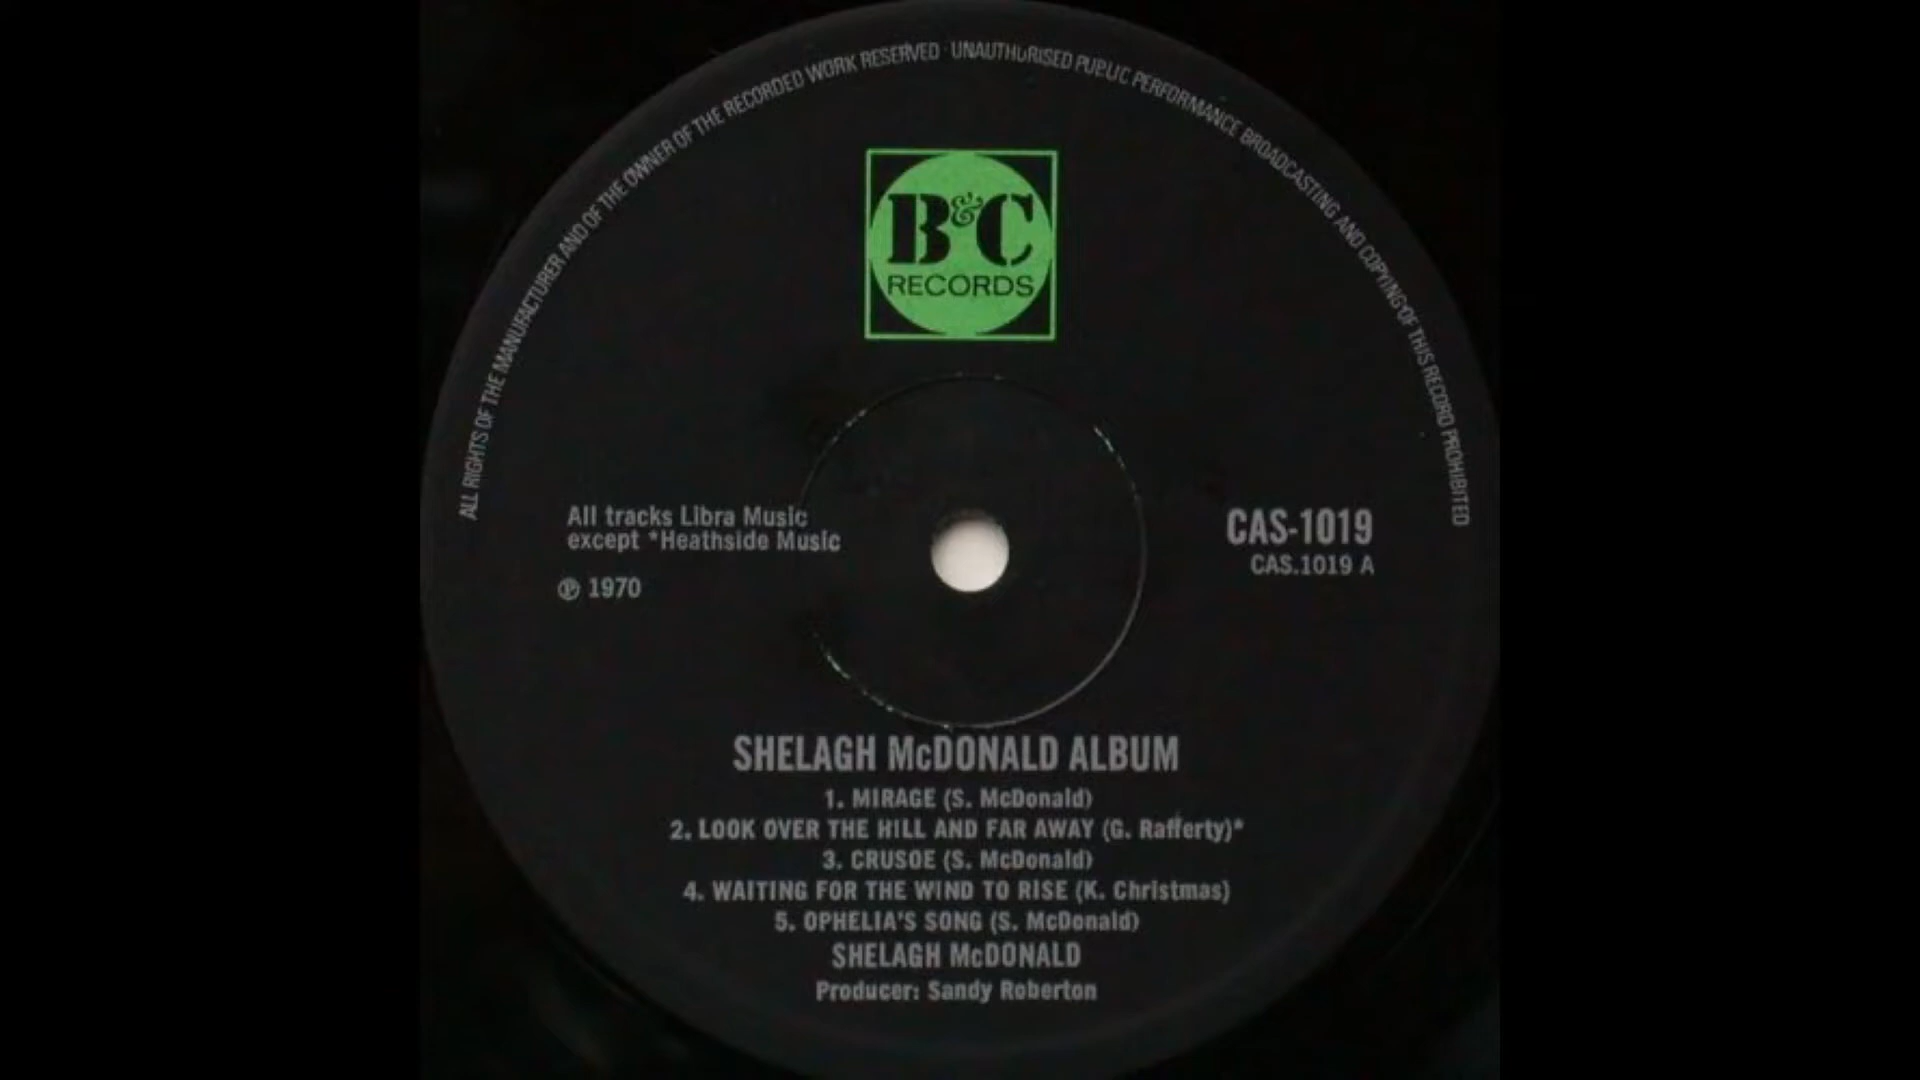 ALL RIGHTS OF THE MANUFACTURER AND OF THE OWNER OF THE RECORDED WORK RESERVED · UNAUTHORISED PUBLIC PERFORMANCE BROADCASTING AND COPYING OF THIS RECORD PROHIBITED
B&C
RECORDS
All tracks Libra Music
except *Heathside Music
℗ 1970
CAS-1019
CAS.1019 A
SHELAGH McDONALD ALBUM
1. MIRAGE (S. McDonald)
2. LOOK OVER THE HILL AND FAR AWAY (G. Rafferty)*
3. CRUSOE (S. McDonald)
4. WAITING FOR THE WIND TO RISE (K. Christmas)
5. OPHELIA'S SONG (S. McDonald)
SHELAGH McDONALD
Producer: Sandy Roberton